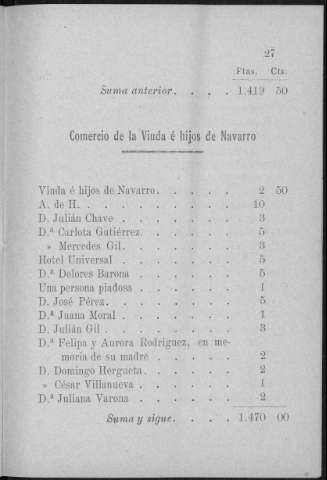 27
Ptas. Cts.
Suma anterior. . . . 1.419 50
Comercio de la Viuda é hijos de Navarro
Viuda é hijos de Navarro. . . . . 2 50
A. de H. . . . . . . . . 10
D. Julián Chave . . . . . . 3
D.ª Carlota Gutiérrez. . . . . . 5
» Mercedes Gil. . . . . . . 3
Hotel Universal . . . . . . 5
D.ª Dolores Barona . . . . . . 5
Una persona piadosa . . . . . 1
D. José Pérez. . . . . . . 5
D.ª Juana Moral . . . . . . 1
D. Julián Gil . . . . . . . 3
D.ª Felipa y Aurora Rodríguez, en me-
moria de su madre . . . . . 2
D. Domingo Hergueta. . . . . . 2
» César Villanueva . . . . . 1
D.ª Juliana Varona . . . . . . 2
Suma y sigue. . . . 1.470 00